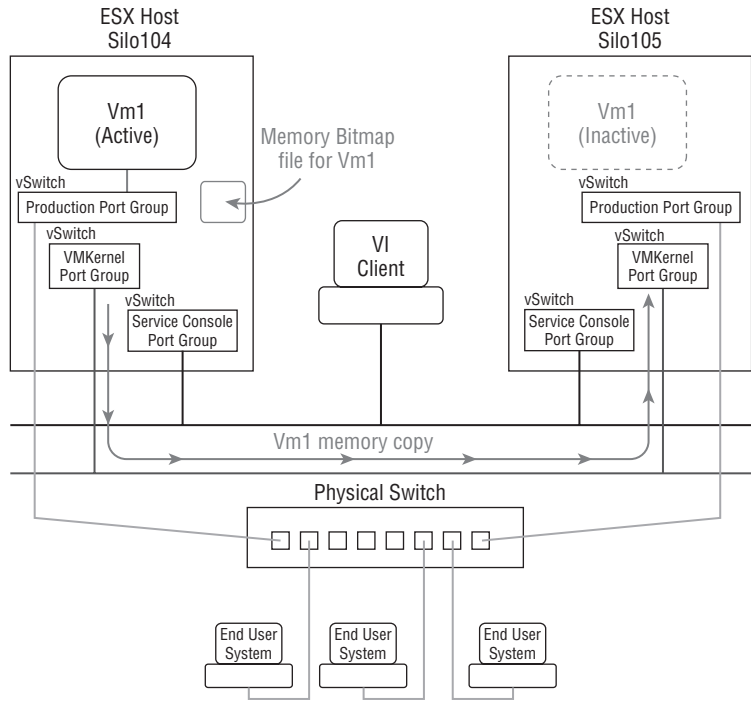 ESX Host
Silo104
ESX Host
Silo105
Vm1
(Active)
Memory Bitmap
file for Vm1
Vm1
(Inactive)
vSwitch
Production Port Group
vSwitch
VMKernel
Port Group
vSwitch
Service Console
Port Group
VI
Client
vSwitch
Production Port Group
vSwitch
VMKernel
Port Group
vSwitch
Service Console
Port Group
Vm1 memory copy
Physical Switch
End User
System
End User
System
End User
System